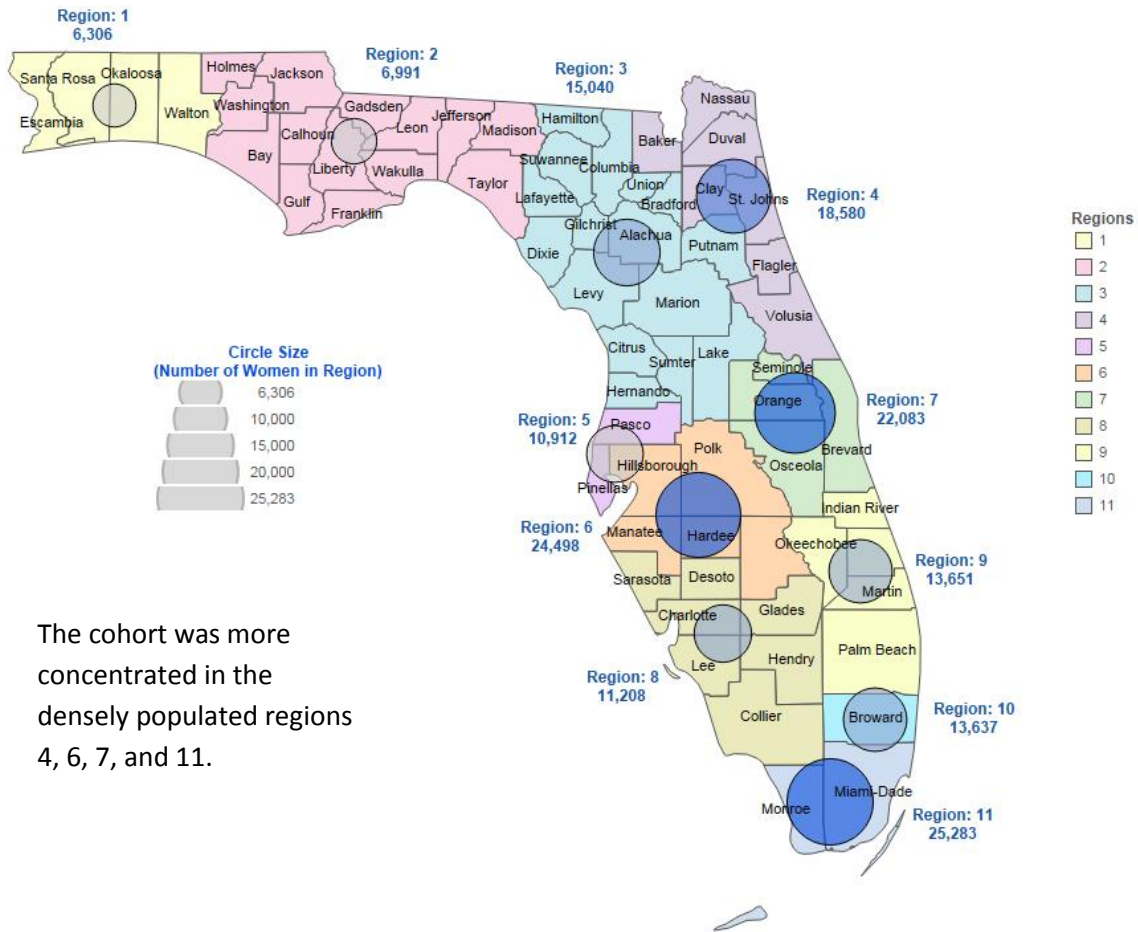 Region: 1
6,306
Region: 2
6,991
Region: 3
15,040
Region: 4
18,580
Santa Rosa
Okaloosa
Escambia
Walton
Holmes
Jackson
Washington
Bay
Calhoun
Gulf
Gadsden
Liberty
Franklin
Leon
Wakulla
Jefferson
Madison
Taylor
Hamilton
Suwannee
Columbia
Lafayette
Union
Bradford
Gilchrist
Alachua
Dixie
Levy
Putnam
Marion
Citrus
Sumter
Lake
Hernando
Nassau
Duval
Baker
Clay
St. Johns
Flagler
Volusia
Regions
1
2
3
4
5
6
7
8
9
10
11
Circle Size
(Number of Women in Region)
6,306
10,000
15,000
20,000
25,283
Region: 5
10,912
Pasco
Pinellas
Seminole
Orange
Osceola
Brevard
Region: 7
22,083
Polk
Hillsborough
Manatee
Hardee
Region: 6
24,498
Indian River
Okeechobee
Martin
Palm Beach
Region: 9
13,651
Sarasota
Desoto
Charlotte
Glades
Lee
Hendry
Collier
Region: 8
11,208
Broward
Region: 10
13,637
Monroe
Miami-Dade
Region: 11
25,283
The cohort was more
concentrated in the
densely populated regions
4, 6, 7, and 11.